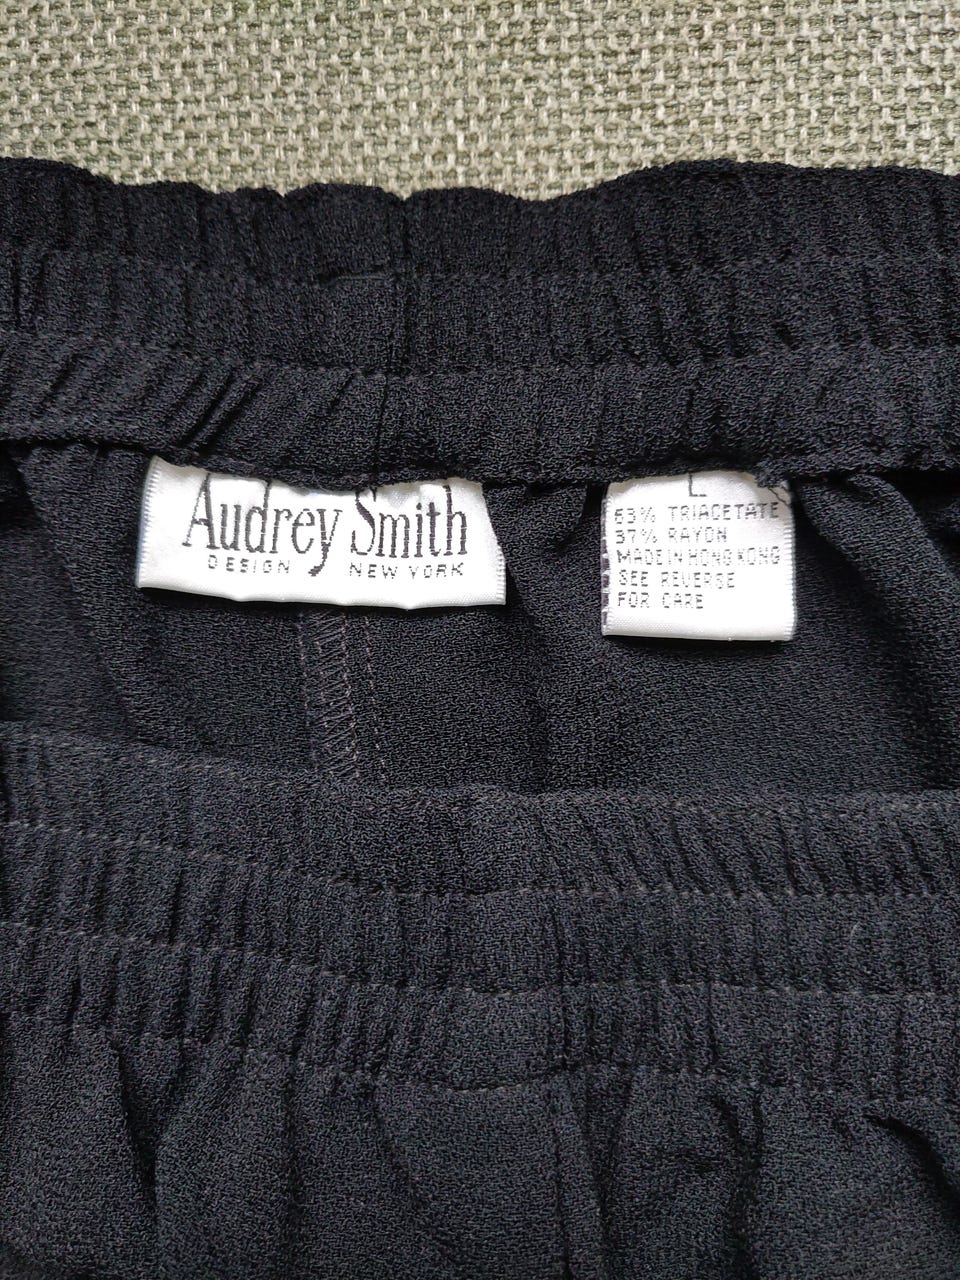 Audrey Smith
DESIGN NEW YORK
L
63% TRIACETATE
37% RAYON
MADE IN HONG KONG
SEE REVERSE
FOR CARE